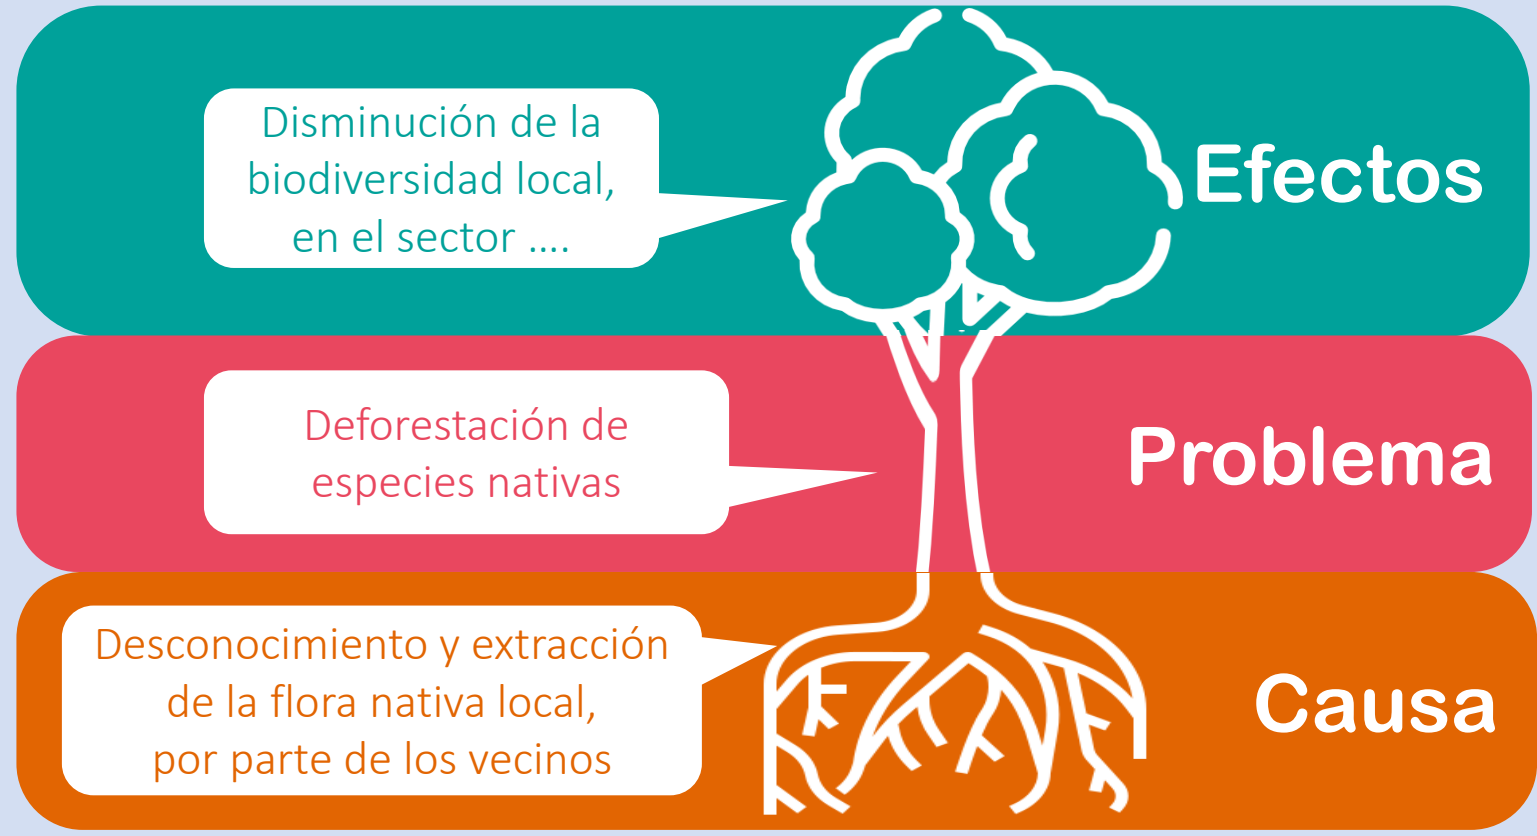 Disminución de la
biodiversidad local,
en el sector ....
Efectos
Deforestación de
especies nativas
Problema
Desconocimiento y extracción
de la flora nativa local,
por parte de los vecinos
Causa